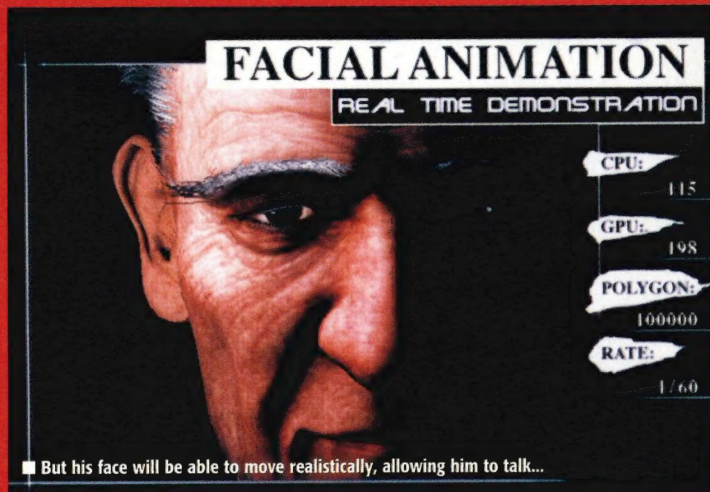 FACIAL ANIMATION
REAL TIME DEMONSTRATION
CPU:
115
GPU:
198
POLYGON:
100000
RATE:
1/60
But his face will be able to move realistically, allowing him to talk...